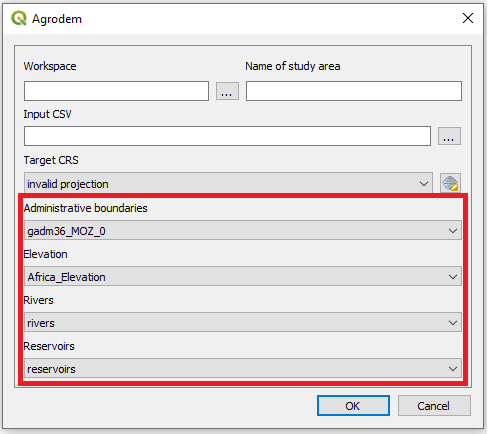 Agrodem
Workspace Name of study area
...
Input CSV
...
Target CRS
invalid projection
Administrative boundaries
gadm36_MOZ_0
Elevation
Africa_Elevation
Rivers
rivers
Reservoirs
reservoirs
OK Cancel